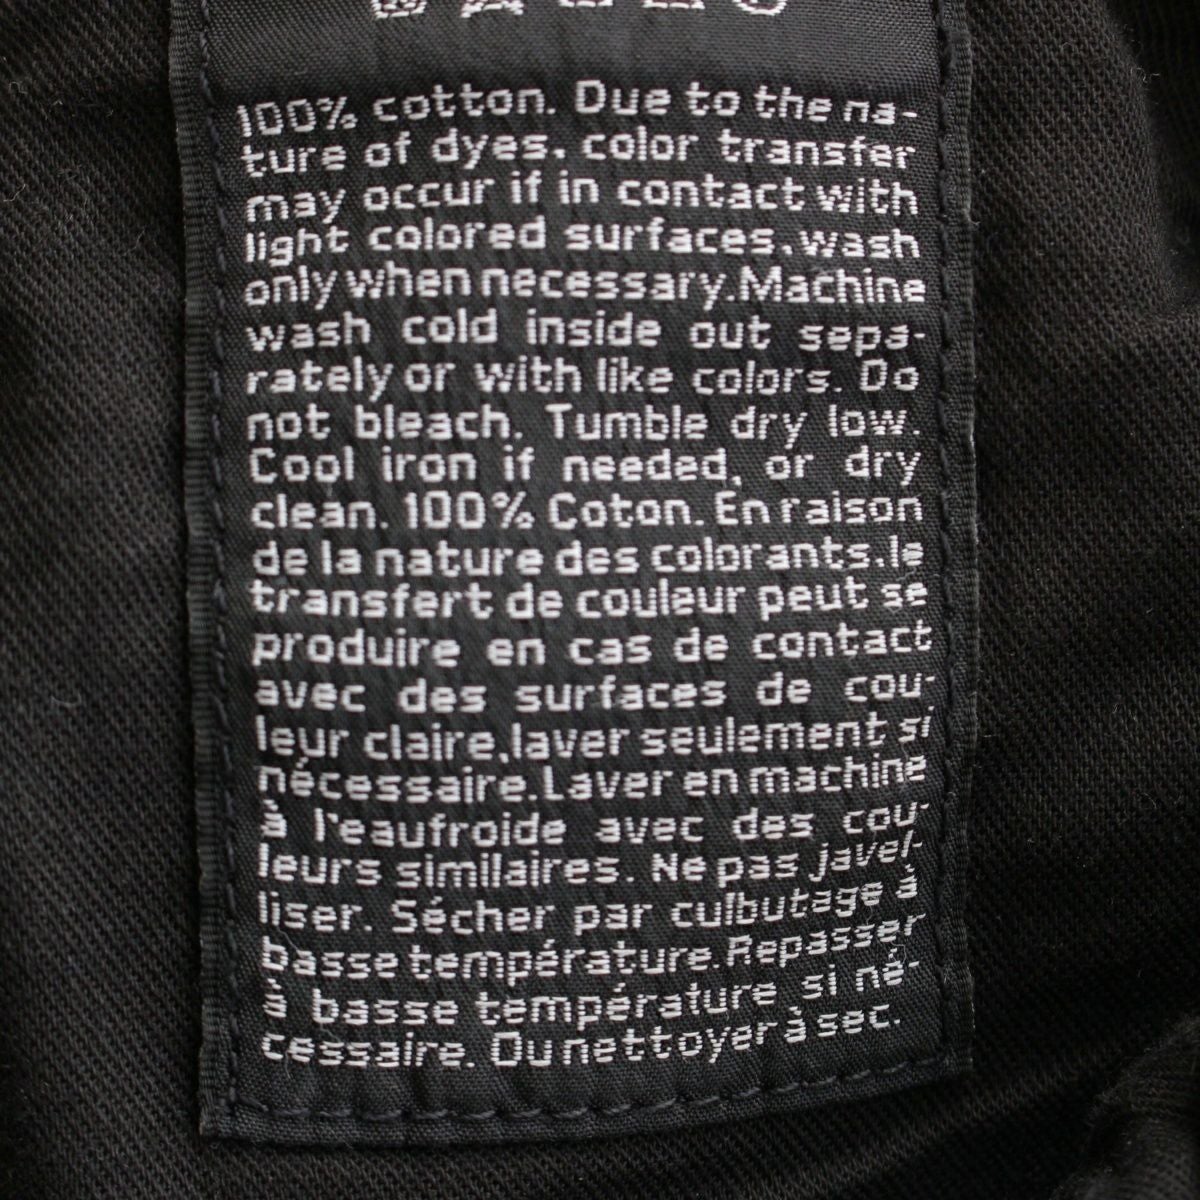 100% cotton. Due to the na-
ture of dyes, color transfer
may occur if in contact with
light colored surfaces,wash
only when necessary.Machine
wash cold inside out sepa-
rately or with like colors. Do
not bleach. Tumble dry low.
Cool iron if needed, or dry
clean. 100% Coton. En raison
de la nature des colorants,le
transfert de couleur peut se
produire en cas de contact
avec des surfaces de cou-
leur claire,laver seulement si
nécessaire.Laver en machine
à l'eaufroide avec des cou-
leurs similaires. Ne pas javel-
liser. Sécher par culbutage à
basse température.Repasser
à basse température si né-
cessaire. Ou nettoyer à sec.